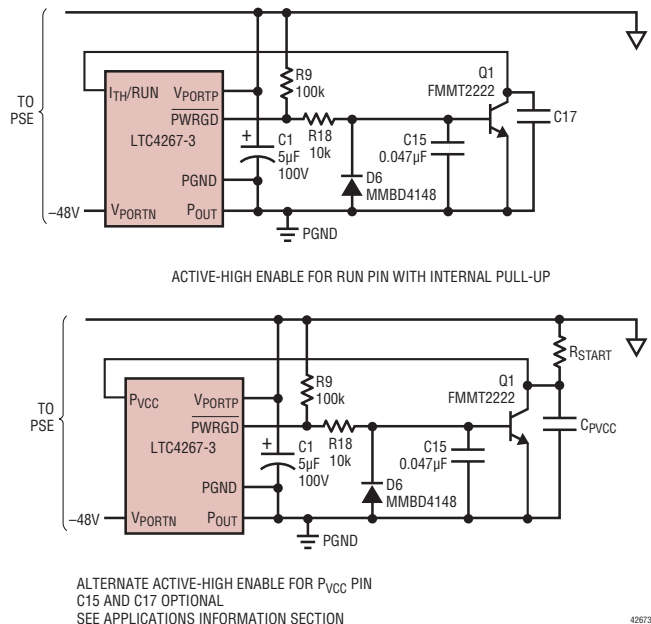 TO
PSE
I_TH/RUN
V_PORTP
PWRGD
LTC4267-3
PGND
–48V
V_PORTN
P_OUT
R9
100k
R18
10k
+
C1
5µF
100V
D6
MMBD4148
C15
0.047µF
Q1
FMMT2222
C17
PGND
ACTIVE-HIGH ENABLE FOR RUN PIN WITH INTERNAL PULL-UP
TO
PSE
P_VCC
V_PORTP
PWRGD
LTC4267-3
PGND
–48V
V_PORTN
P_OUT
R9
100k
R18
10k
+
C1
5µF
100V
D6
MMBD4148
C15
0.047µF
Q1
FMMT2222
R_START
C_PVCC
PGND
ALTERNATE ACTIVE-HIGH ENABLE FOR P_VCC PIN
C15 AND C17 OPTIONAL
SEE APPLICATIONS INFORMATION SECTION
42673